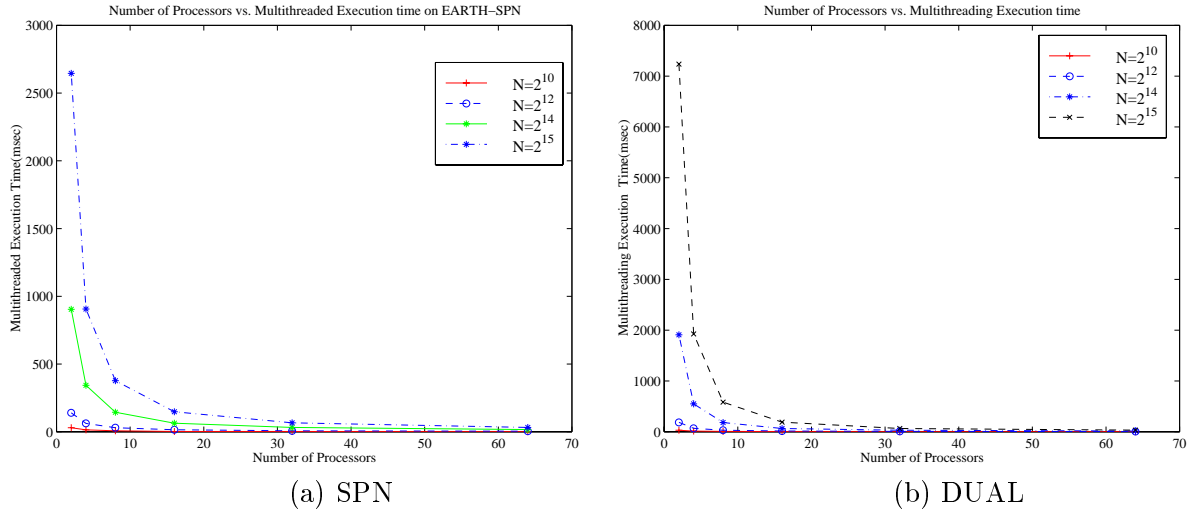 Number of Processors vs. Multithreaded Execution time on EARTH−SPN
3000
2500
2000
1500
1000
500
0
Multithreaded Execution Time(msec)
N=2^10
N=2^12
N=2^14
N=2^15
0 10 20 30 40 50 60 70
Number of Processors
(a) SPN
Number of Processors vs. Multithreading Execution time
8000
7000
6000
5000
4000
3000
2000
1000
0
Multithreading Execution Time(msec)
N=2^10
N=2^12
N=2^14
N=2^15
0 10 20 30 40 50 60 70
Number of Processors
(b) DUAL